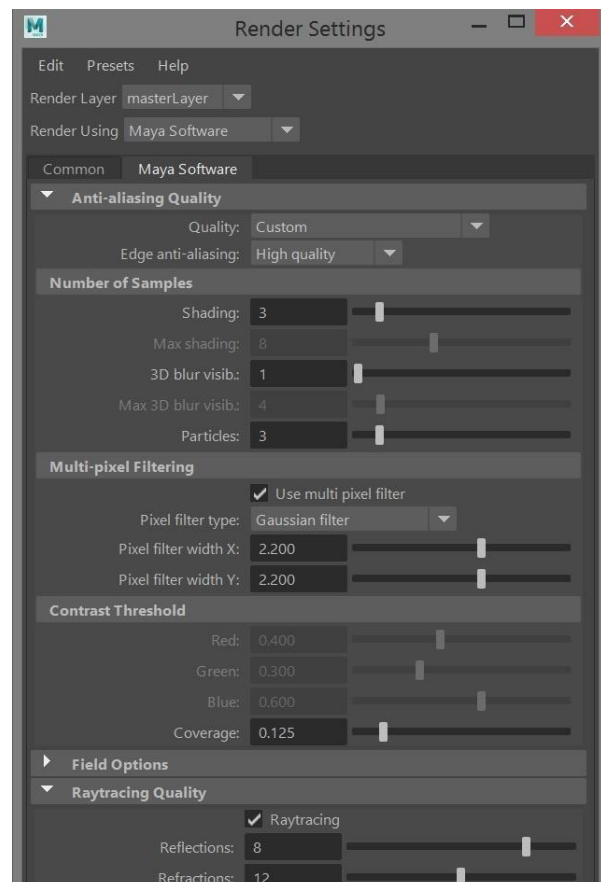 Render Settings
Edit Presets Help
Render Layer masterLayer
Render Using Maya Software
Common Maya Software
Anti-aliasing Quality
Quality: Custom
Edge anti-aliasing: High quality
Number of Samples
Shading: 3
Max shading: 8
3D blur visib.: 1
Max 3D blur visib.: 4
Particles: 3
Multi-pixel Filtering
Use multi pixel filter
Pixel filter type: Gaussian filter
Pixel filter width X: 2.200
Pixel filter width Y: 2.200
Contrast Threshold
Red: 0.400
Green: 0.300
Blue: 0.600
Coverage: 0.125
Field Options
Raytracing Quality
Raytracing
Reflections: 8
Refractions: 12